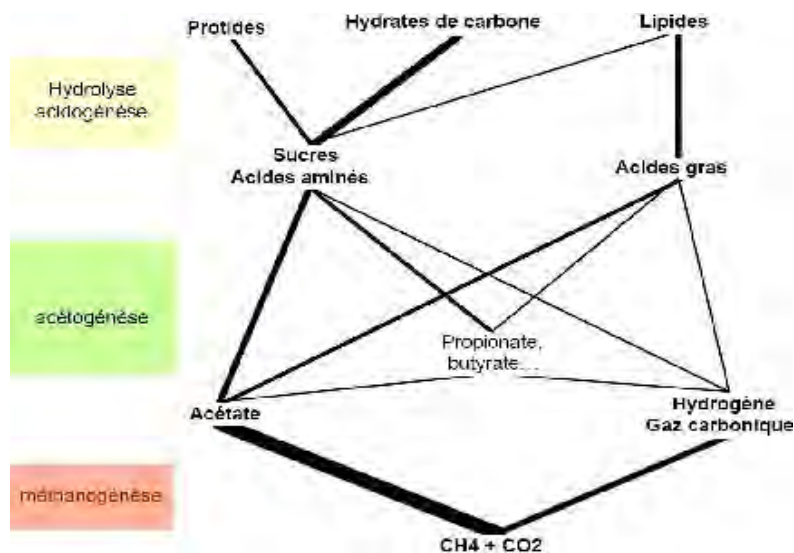 Protides
Hydrates de carbone
Lipides
Hydrolyse
acidogénèse
Sucres
Acides aminés
Acides gras
acétogénèse
Propionate,
butyrate...
Acétate
Hydrogène
Gaz carbonique
méthanogénèse
CH4 + CO2